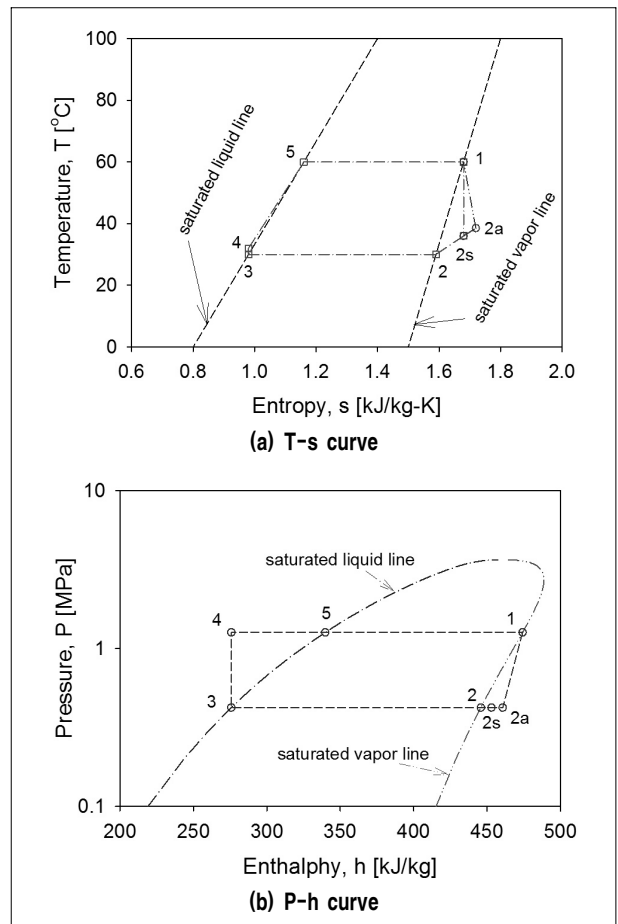 100
80
60
40
20
0
Temperature, T [°C]
saturated liquid line
5
1
4
3
2
2s
2a
saturated vapor line
0.6 0.8 1.0 1.2 1.4 1.6 1.8 2.0
Entropy, s [kJ/kg-K]
(a) T-s curve
10
1
0.1
Pressure, P [MPa]
saturated liquid line
4
5
1
3
2
2s
2a
saturated vapor line
200 250 300 350 400 450 500
Enthalphy, h [kJ/kg]
(b) P-h curve